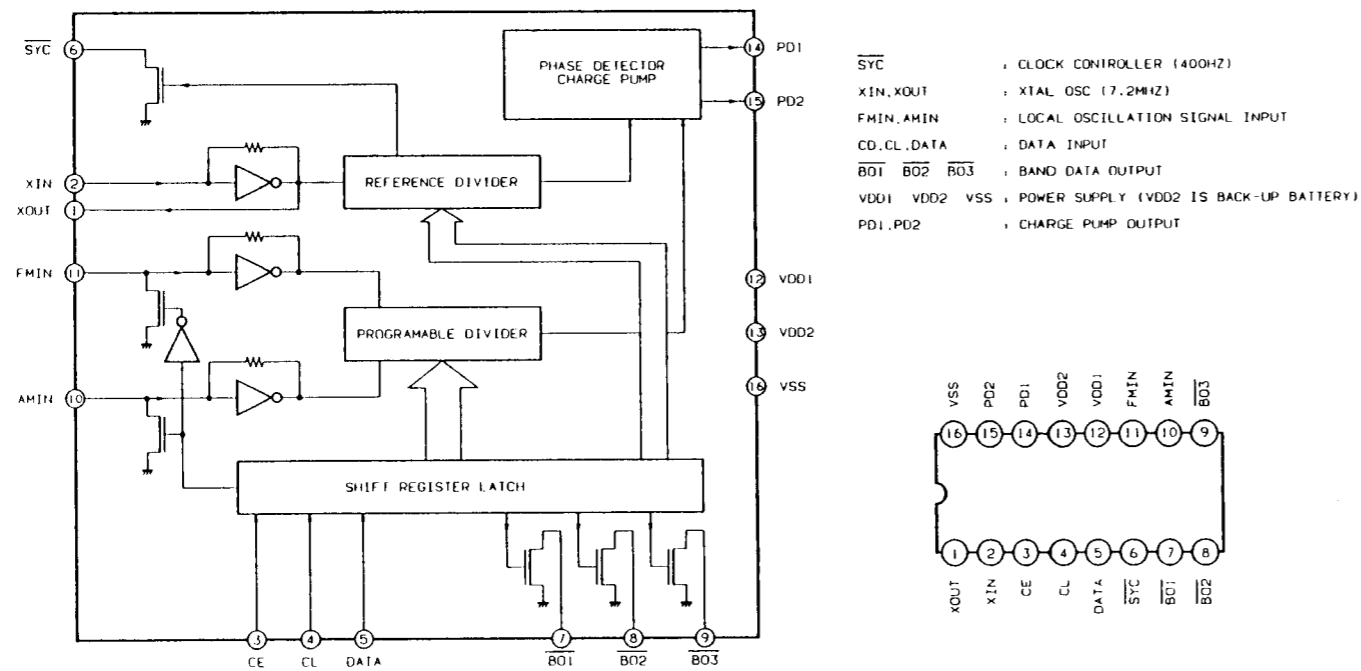 SYC 6
14 PD1
PHASE DETECTOR
CHARGE PUMP
15 PD2
XIN 2
REFERENCE DIVIDER
XOUT 1
FMIN 11
12 VDD1
PROGRAMABLE DIVIDER
13 VDD2
16 VSS
AMIN 10
SHIFT REGISTER LATCH
3 4 5 7 8 9
CE CL DATA BO1 BO2 BO3
SYC : CLOCK CONTROLLER (400HZ)
XIN,XOUT : XTAL OSC (7.2MHZ)
FMIN,AMIN : LOCAL OSCILLATION SIGNAL INPUT
CD,CL,DATA : DATA INPUT
BO1 BO2 BO3 : BAND DATA OUTPUT
VDD1 VDD2 VSS : POWER SUPPLY (VDD2 IS BACK-UP BATTERY)
PD1,PD2 : CHARGE PUMP OUTPUT
VSS PD2 PD1 VDD2 VDD1 FMIN AMIN BO3
16 15 14 13 12 11 10 9
1 2 3 4 5 6 7 8
XOUT XIN CE CL DATA SYC BO1 BO2